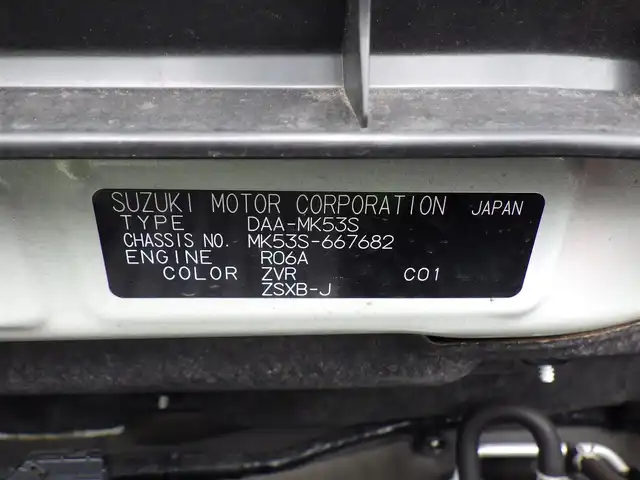 SUZUKI MOTOR CORPORATION JAPAN
TYPE DAA-MK53S
CHASSIS NO. MK53S-667682
ENGINE R06A
COLOR ZVR C01
ZSXB-J